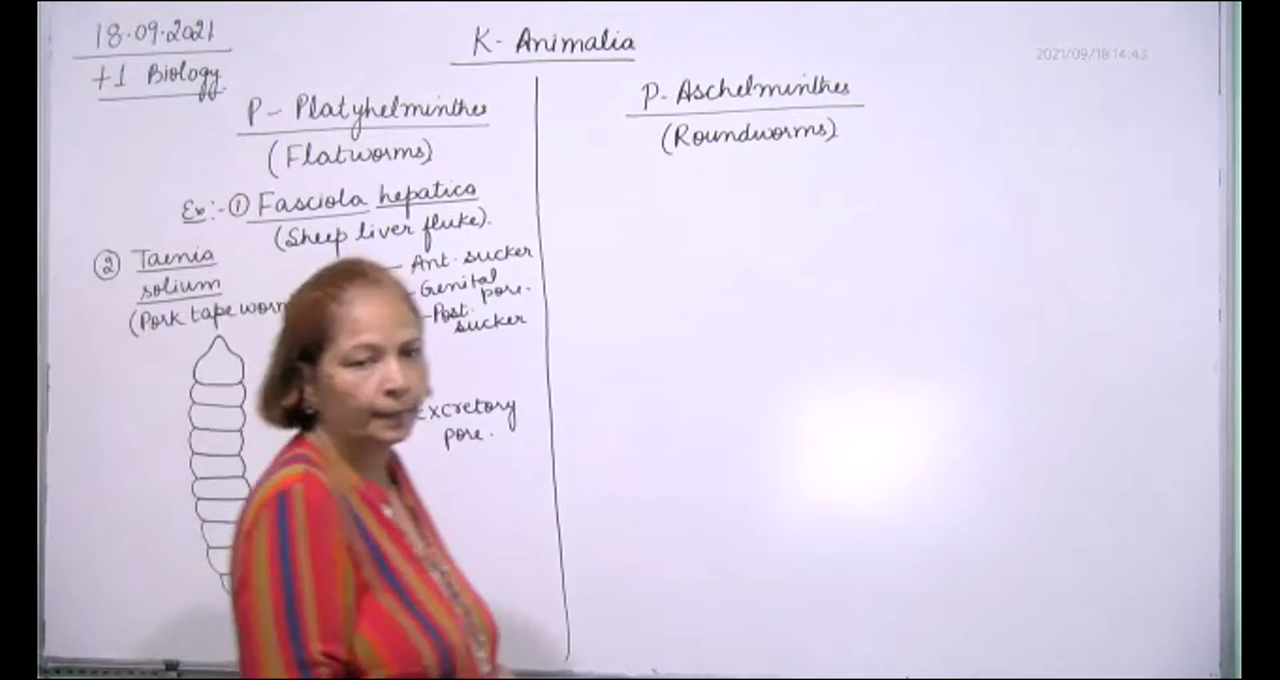 18.09.2021
+1 Biology
K- Animalia
2021/09/18 14:43
P- Platyhelminthes
(Flatworms)
Ex:- ① Fasciola hepatica
(Sheep liver fluke).
② Taenia
solium
(Pork tape worm
Ant. sucker
Genital
pore.
Post.
sucker
Excretory
pore.
P- Aschelminthes
(Roundworms)